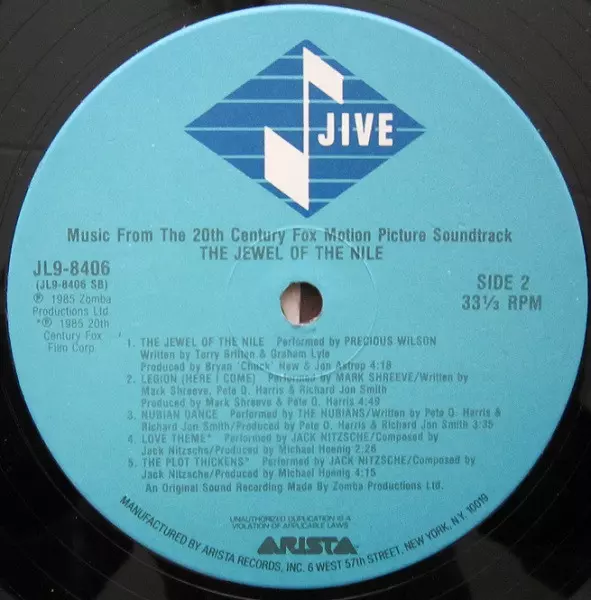 JIVE
Music From The 20th Century Fox Motion Picture Soundtrack
THE JEWEL OF THE NILE
JL9-8406
(JL9-8406 SB)
℗ 1985 Zomba
Productions Ltd.
*℗ 1985 20th
Century Fox
Film Corp.
SIDE 2
33⅓ RPM
1. THE JEWEL OF THE NILE Performed by PRECIOUS WILSON
Written by Terry Britten & Graham Lyle
Produced by Bryan 'Chuck' New & Jon Astrop 4:18
2. LEGION (HERE I COME) Performed by MARK SHREEVE/Written by
Mark Shreeve, Pete Q. Harris & Richard Jon Smith
Produced by Mark Shreeve & Pete Q. Harris 4:49
3. NUBIAN DANCE Performed by THE NUBIANS/Written by Pete Q. Harris &
Richard Jon Smith/Produced by Pete Q. Harris & Richard Jon Smith 3:35
4. LOVE THEME* Performed by JACK NITZSCHE/Composed by
Jack Nitzsche/Produced by Michael Hoenig 2:26
5. THE PLOT THICKENS* Performed by JACK NITZSCHE/Composed by
Jack Nitzsche/Produced by Michael Hoenig 4:15
An Original Sound Recording Made By Zomba Productions Ltd.
UNAUTHORIZED DUPLICATION IS A
VIOLATION OF APPLICABLE LAWS
ARISTA
MANUFACTURED BY ARISTA RECORDS, INC. 6 WEST 57th STREET, NEW YORK, N.Y. 10019